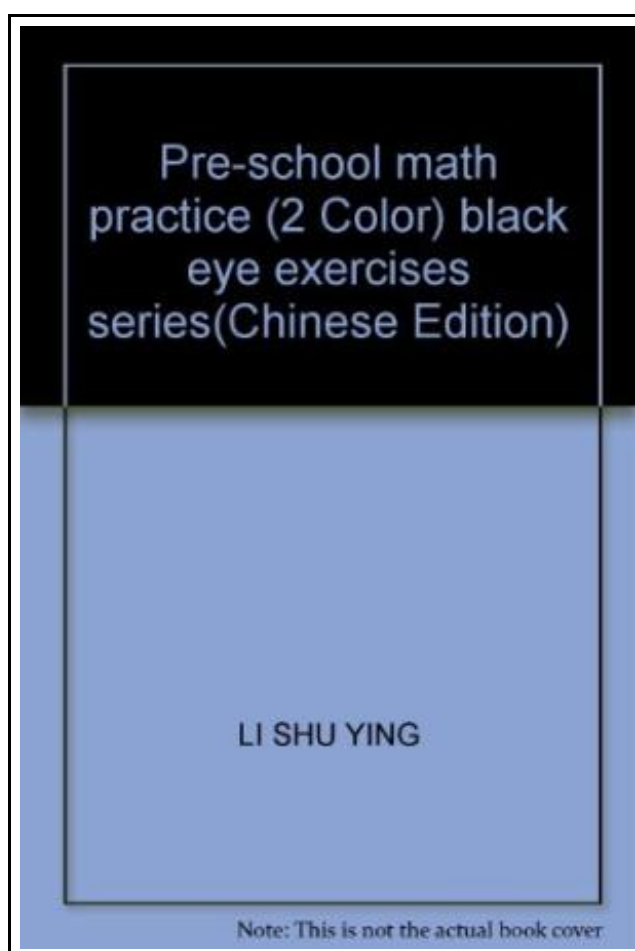 Pre-school math
practice (2 Color) black
eye exercises
series(Chinese Edition)
LI SHU YING
Note: This is not the actual book cover